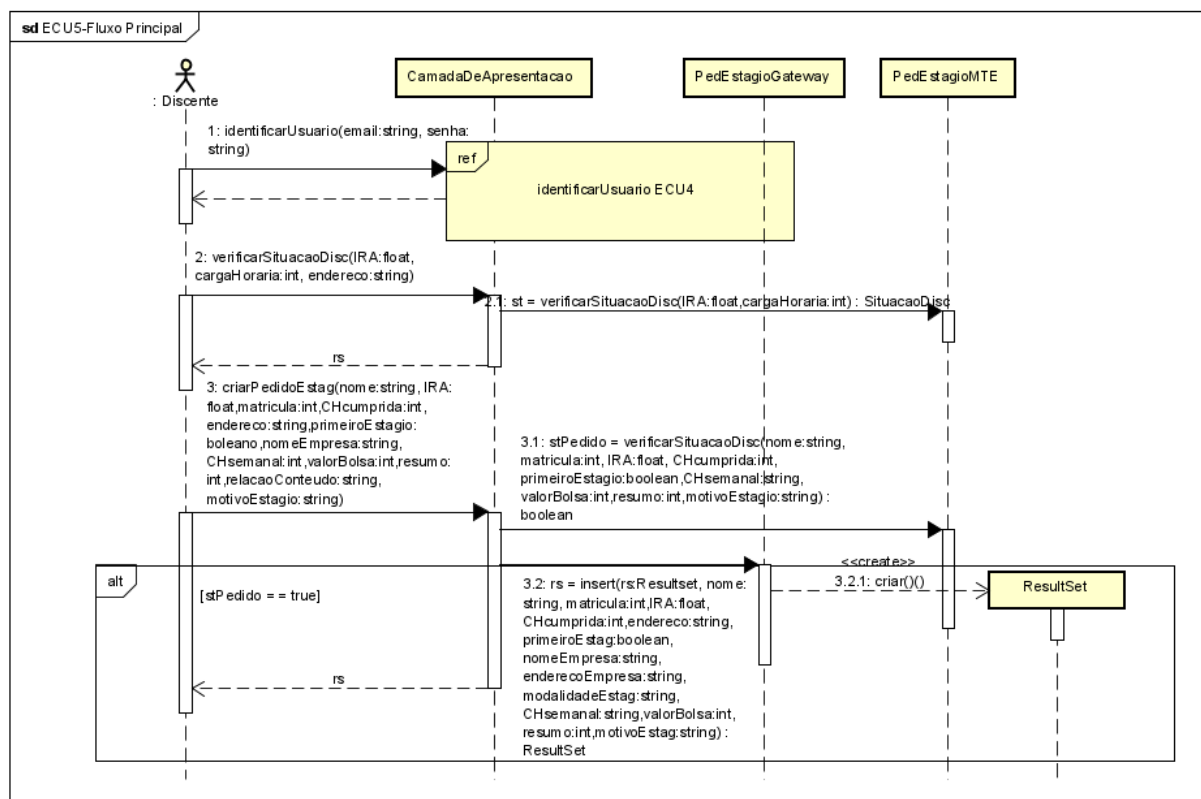 sd ECU5-Fluxo Principal
: Discente
CamadaDeApresentacao
PedEstagioGateway
PedEstagioMTE
1: identificarUsuario(email:string, senha:
string)
ref
identificarUsuario ECU4
2: verificarSituacaoDisc(IRA:float,
cargaHoraria:int, endereco:string)
2.1: st = verificarSituacaoDisc(IRA:float,cargaHoraria:int) : SituacaoDisc
rs
3: criarPedidoEstag(nome:string, IRA:
float,matricula:int,CHcumprida:int,
endereco:string,primeiroEstagio:
boleano,nomeEmpresa:string,
CHsemanal:int,valorBolsa:int,resumo:
int,relacaoConteudo:string,
motivoEstagio:string)
3.1: stPedido = verificarSituacaoDisc(nome:string,
matricula:int, IRA:float, CHcumprida:int,
primeiroEstagio:boolean,CHsemanal:string,
valorBolsa:int,resumo:int,motivoEstagio:string) :
boolean
alt
[stPedido == true]
3.2: rs = insert(rs:Resultset, nome:
string, matricula:int,IRA:float,
CHcumprida:int,endereco:string,
primeiroEstag:boolean,
nomeEmpresa:string,
enderecoEmpresa:string,
modalidadeEstag:string,
CHsemanal:string,valorBolsa:int,
resumo:int,motivoEstag:string) :
ResultSet
<<create>>
3.2.1: criar()()
ResultSet
rs